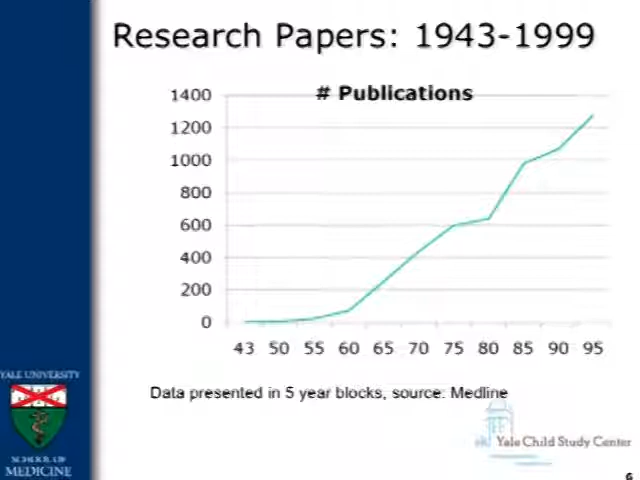 Research Papers: 1943-1999
# Publications
1400
1200
1000
800
600
400
200
0
43 50 55 60 65 70 75 80 85 90 95
Data presented in 5 year blocks, source: Medline
YALE UNIVERSITY
SCHOOL OF
MEDICINE
Yale Child Study Center
6